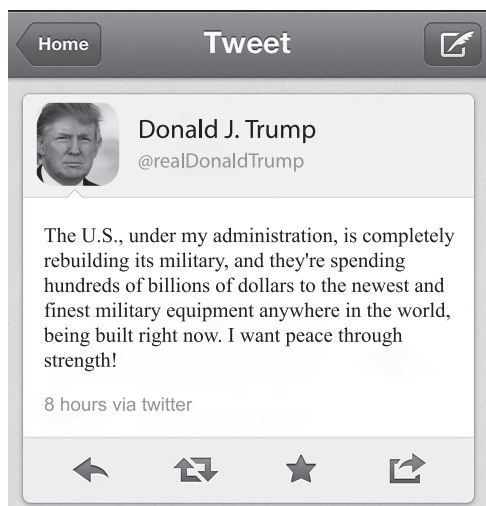 Home
Tweet
Donald J. Trump
@realDonaldTrump
The U.S., under my administration, is completely
rebuilding its military, and they're spending
hundreds of billions of dollars to the newest and
finest military equipment anywhere in the world,
being built right now. I want peace through
strength!
8 hours via twitter